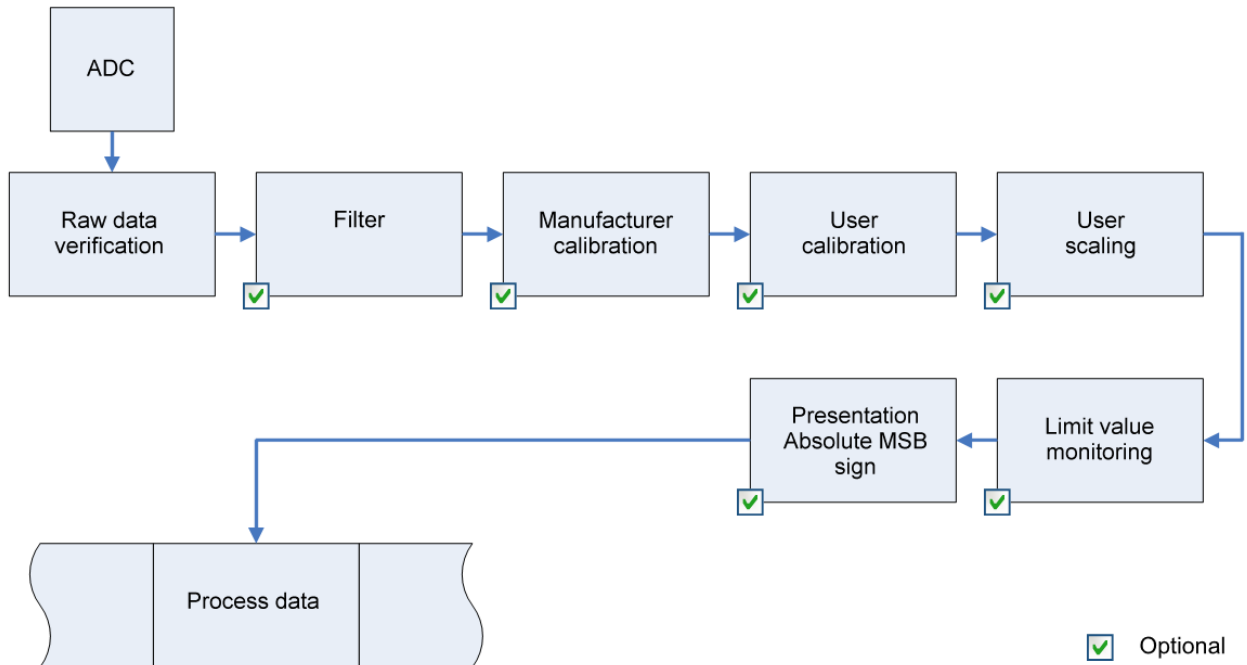 ADC
Raw data
verification
Filter
Manufacturer
calibration
User
calibration
User
scaling
Limit value
monitoring
Presentation
Absolute MSB
sign
Process data
Optional